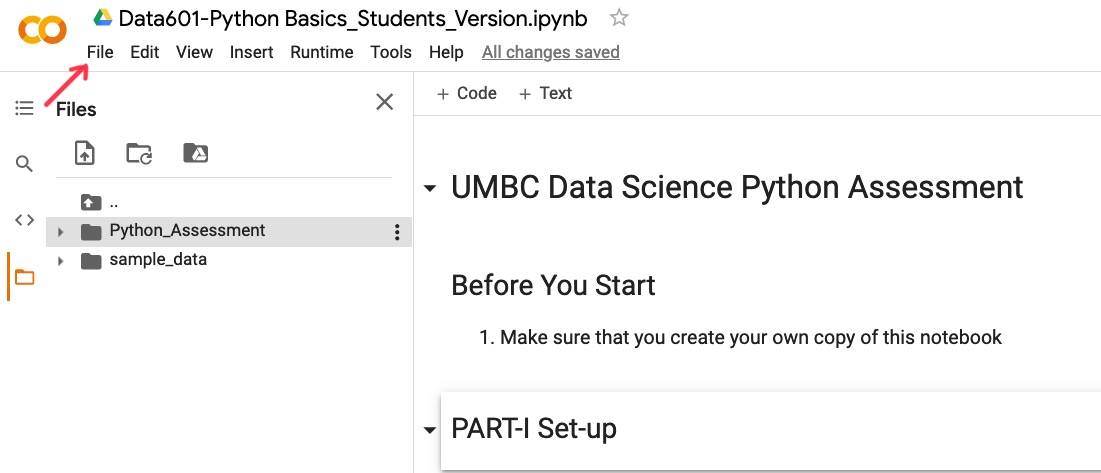 Data601-Python Basics_Students_Version.ipynb
File Edit View Insert Runtime Tools Help All changes saved
Files
+ Code + Text
..
Python_Assessment
sample_data
UMBC Data Science Python Assessment
Before You Start
1. Make sure that you create your own copy of this notebook
PART-I Set-up